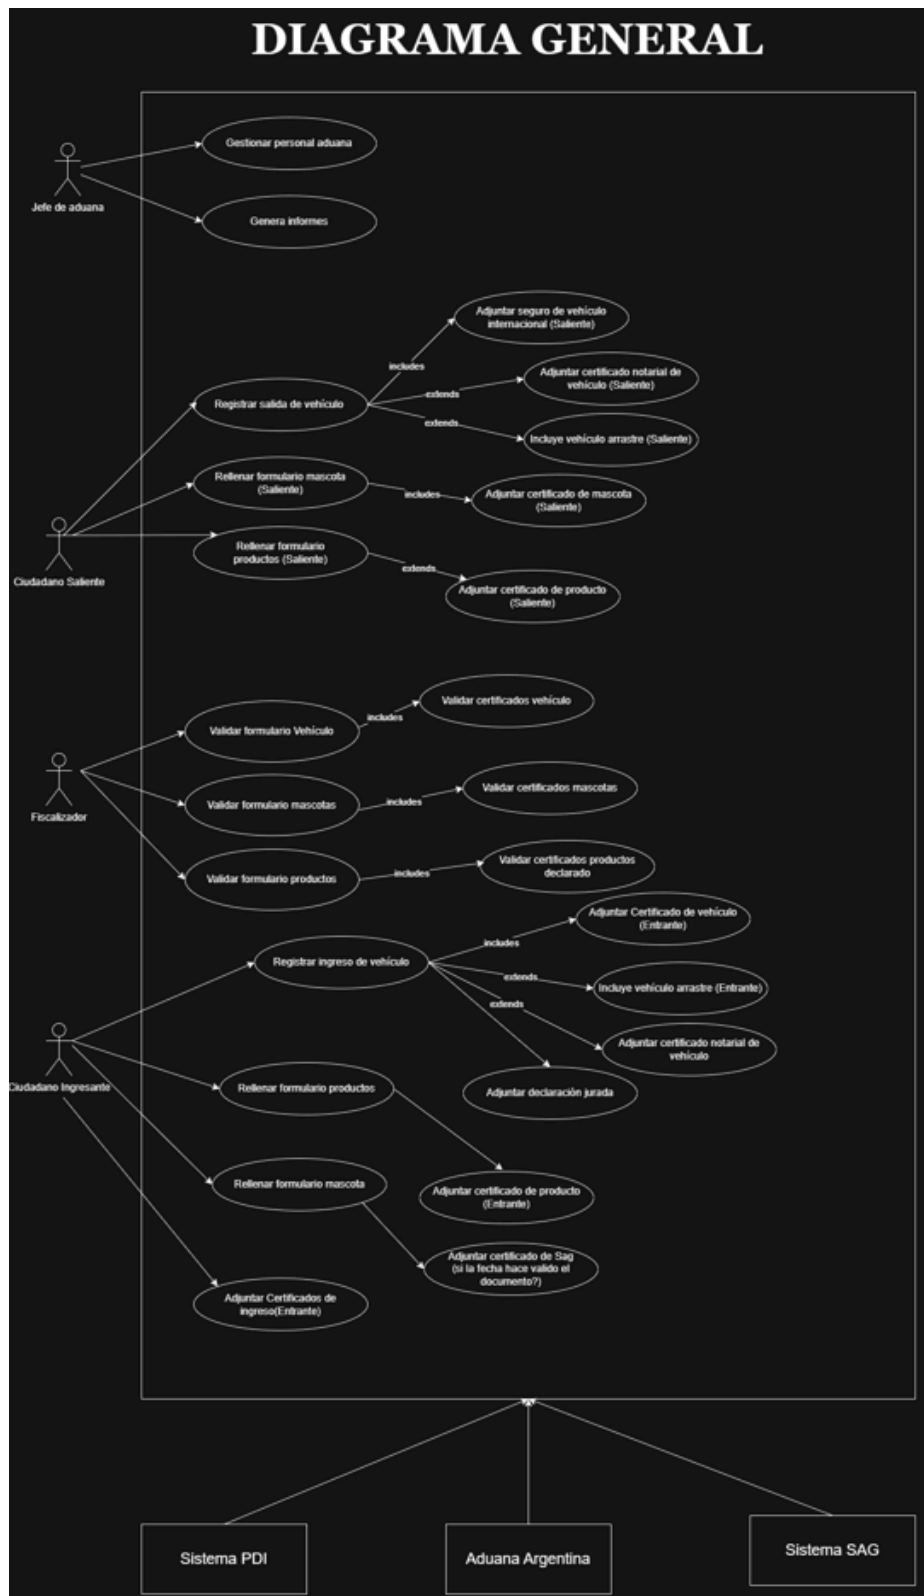 DIAGRAMA GENERAL
Gestionar personal aduana
Jefe de aduana
Genera informes
Adjuntar seguro de vehículo
internacional (Saliente)
includes
Adjuntar certificado notarial de
vehículo (Saliente)
extends
Registrar salida de vehículo
extends
Incluye vehículo arrastre (Saliente)
Rellenar formulario mascota
(Saliente)
includes
Adjuntar certificado de mascota
(Saliente)
Rellenar formulario
productos (Saliente)
extends
Ciudadano Saliente
Adjuntar certificado de producto
(Saliente)
Validar certificados vehículo
includes
Validar formulario Vehículo
Validar certificados mascotas
includes
Validar formulario mascotas
Fiscalizador
Validar certificados productos
declarado
includes
Validar formulario productos
Adjuntar Certificado de vehículo
(Entrante)
includes
Registrar ingreso de vehículo
extends
Incluye vehículo arrastre (Entrante)
extends
Adjuntar certificado notarial de
vehículo
Ciudadano Ingresante
Rellenar formulario productos
Adjuntar declaración jurada
Rellenar formulario mascota
Adjuntar certificado de producto
(Entrante)
Adjuntar certificado de Sag
(si la fecha hace valido el
documento?)
Adjuntar Certificados de
ingreso(Entrante)
Sistema PDI
Aduana Argentina
Sistema SAG